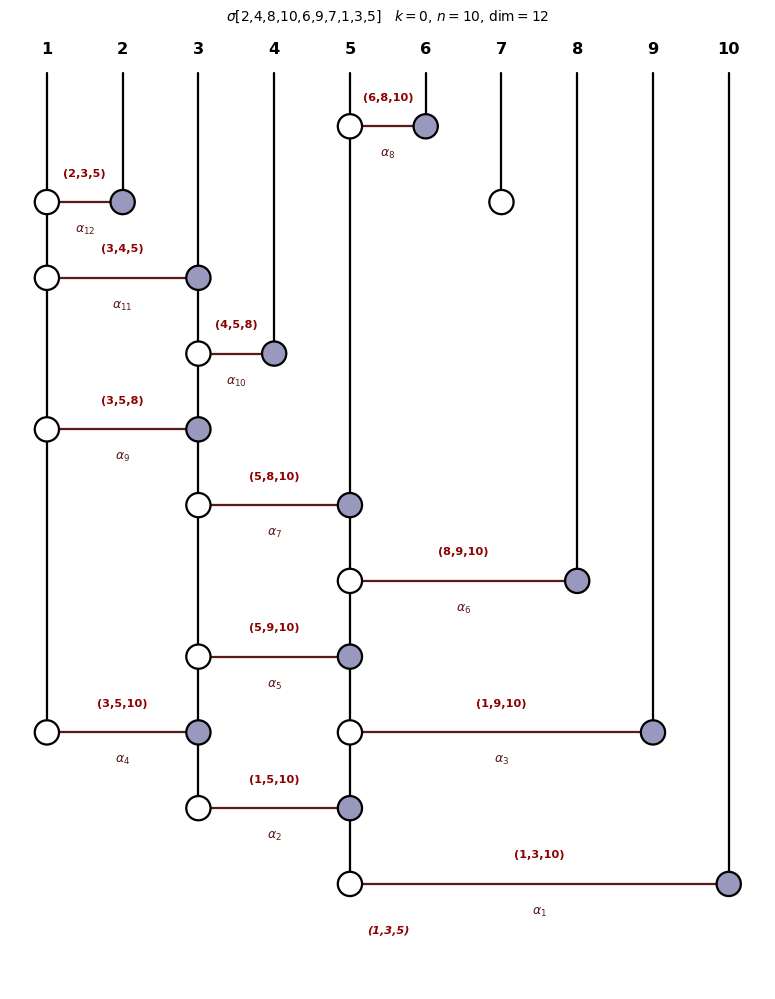 σ[2,4,8,10,6,9,7,1,3,5] k=0, n=10, dim=12
1 2 3 4 5 6 7 8 9 10
(6,8,10)
α₈
(2,3,5)
α₁₂
(3,4,5)
α₁₁
(4,5,8)
α₁₀
(3,5,8)
α₉
(5,8,10)
α₇
(8,9,10)
α₆
(5,9,10)
α₅
(3,5,10) (1,9,10)
α₄ α₃
(1,5,10)
α₂
(1,3,10)
α₁
(1,3,5)